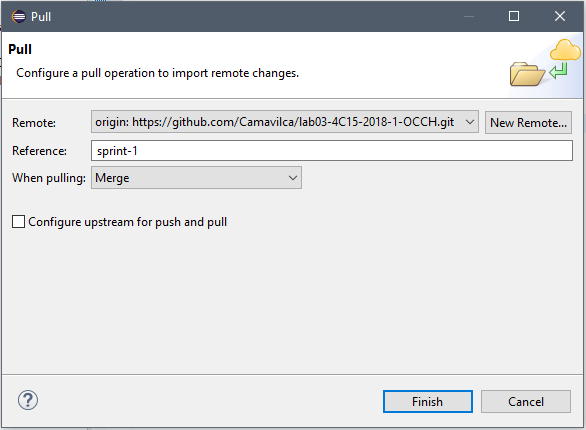 Pull
Pull
Configure a pull operation to import remote changes.
Remote: origin: https://github.com/Camavilca/lab03-4C15-2018-1-OCCH.git New Remote...
Reference: sprint-1
When pulling: Merge
Configure upstream for push and pull
? Finish Cancel